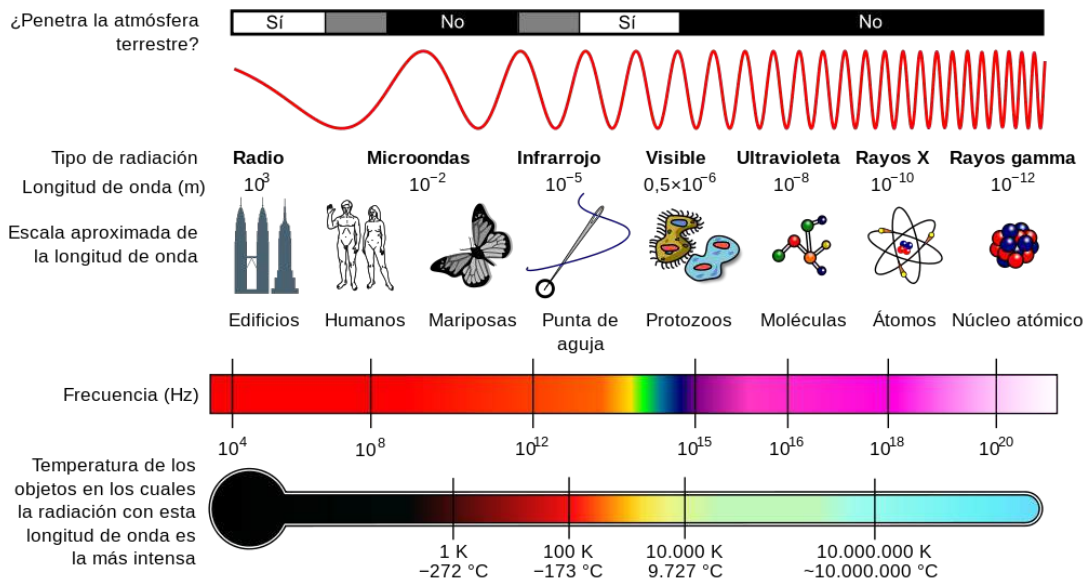 ¿Penetra la atmósfera
terrestre?
Sí No Sí No
Tipo de radiación Radio Microondas Infrarrojo Visible Ultravioleta Rayos X Rayos gamma
Longitud de onda (m) 10³ 10⁻² 10⁻⁵ 0,5×10⁻⁶ 10⁻⁸ 10⁻¹⁰ 10⁻¹²
Escala aproximada de
la longitud de onda
Edificios Humanos Mariposas Punta de Protozoos Moléculas Átomos Núcleo atómico
aguja
Frecuencia (Hz)
10⁴ 10⁸ 10¹² 10¹⁵ 10¹⁶ 10¹⁸ 10²⁰
Temperatura de los
objetos en los cuales
la radiación con esta
longitud de onda es
la más intensa
1 K 100 K 10.000 K 10.000.000 K
−272 °C −173 °C 9.727 °C ~10.000.000 °C